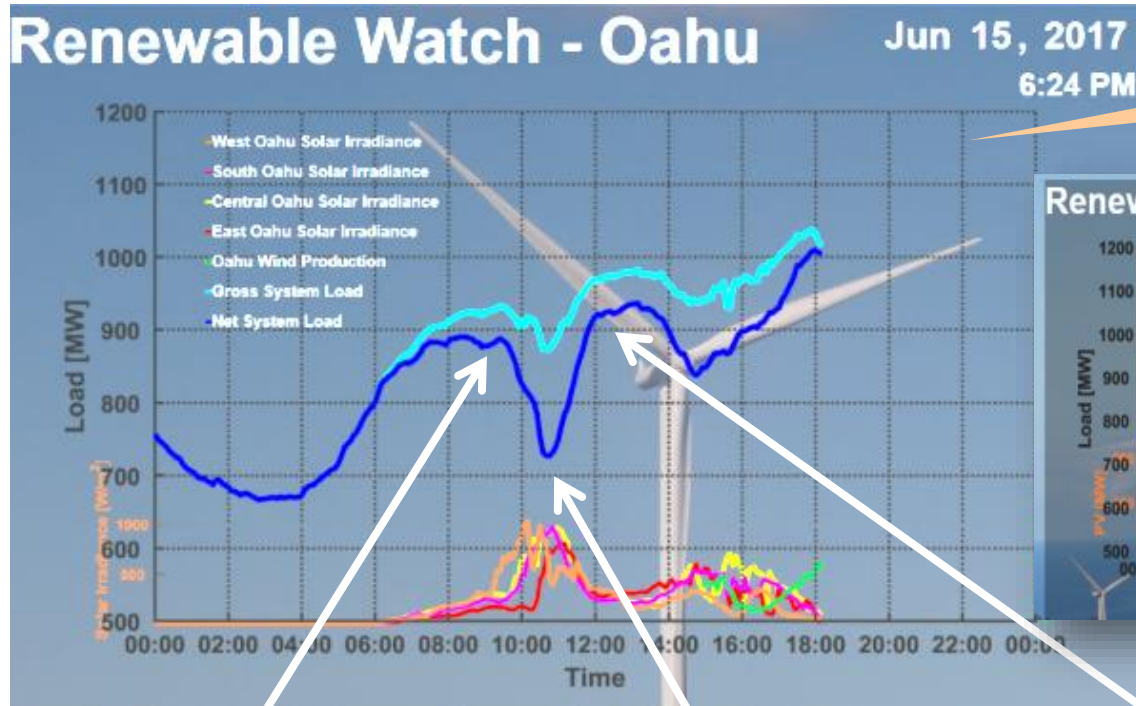 Renewable Watch - Oahu
Jun 15, 2017
6:24 PM
1200
1100
1000
900
800
700
600
500
Load [MW]
1000
500
West Oahu Solar Irradiance
South Oahu Solar Irradiance
Central Oahu Solar Irradiance
East Oahu Solar Irradiance
Oahu Wind Production
Gross System Load
Net System Load
00:00 02:00 04:00 06:00 08:00 10:00 12:00 14:00 16:00 18:00 20:00 22:00 00:00
Time
Renew
1200
1100
1000
900
800
700
600
500
Load [MW]
PV [MW]
00